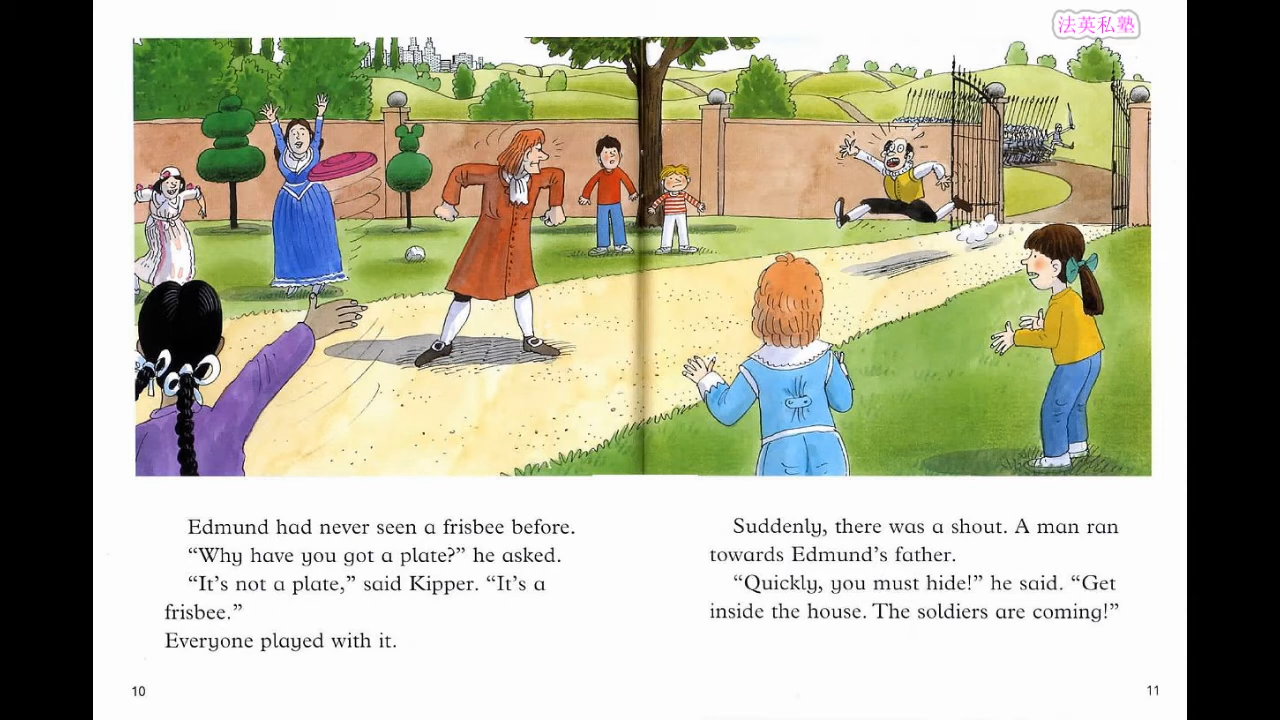 法英私塾
Edmund had never seen a frisbee before.
“Why have you got a plate?” he asked.
“It’s not a plate,” said Kipper. “It’s a
frisbee.”
Everyone played with it.
10
Suddenly, there was a shout. A man ran
towards Edmund’s father.
“Quickly, you must hide!” he said. “Get
inside the house. The soldiers are coming!”
11